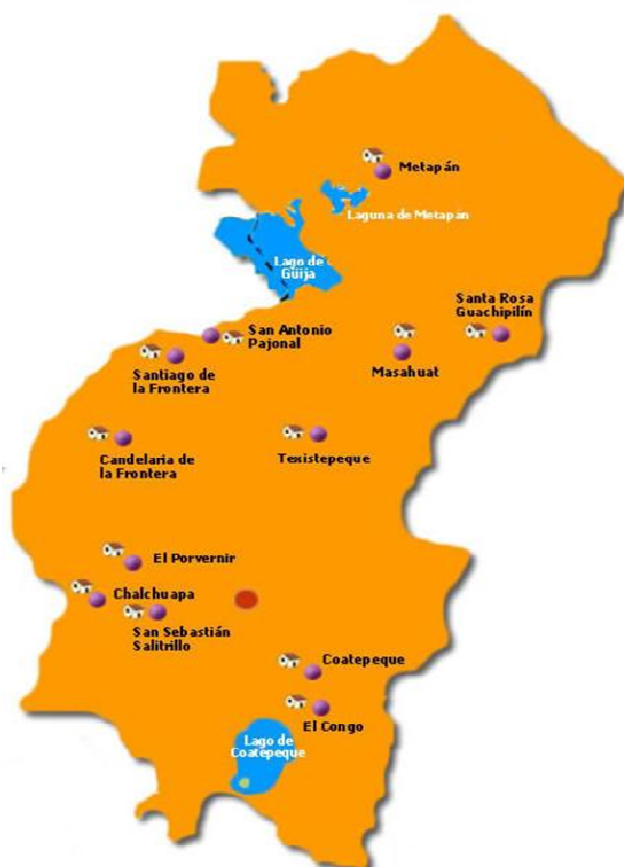 Metapán
Laguna de Metapán
Lago de
Güija
Santa Rosa
Guachipilín
San Antonio
Pajonal
Masahuat
Santiago de
la Frontera
Candelaria de
la Frontera
Texistepeque
El Porvernir
Chalchuapa
San Sebastián
Salitrillo
Coatepeque
El Congo
Lago de
Coatepeque